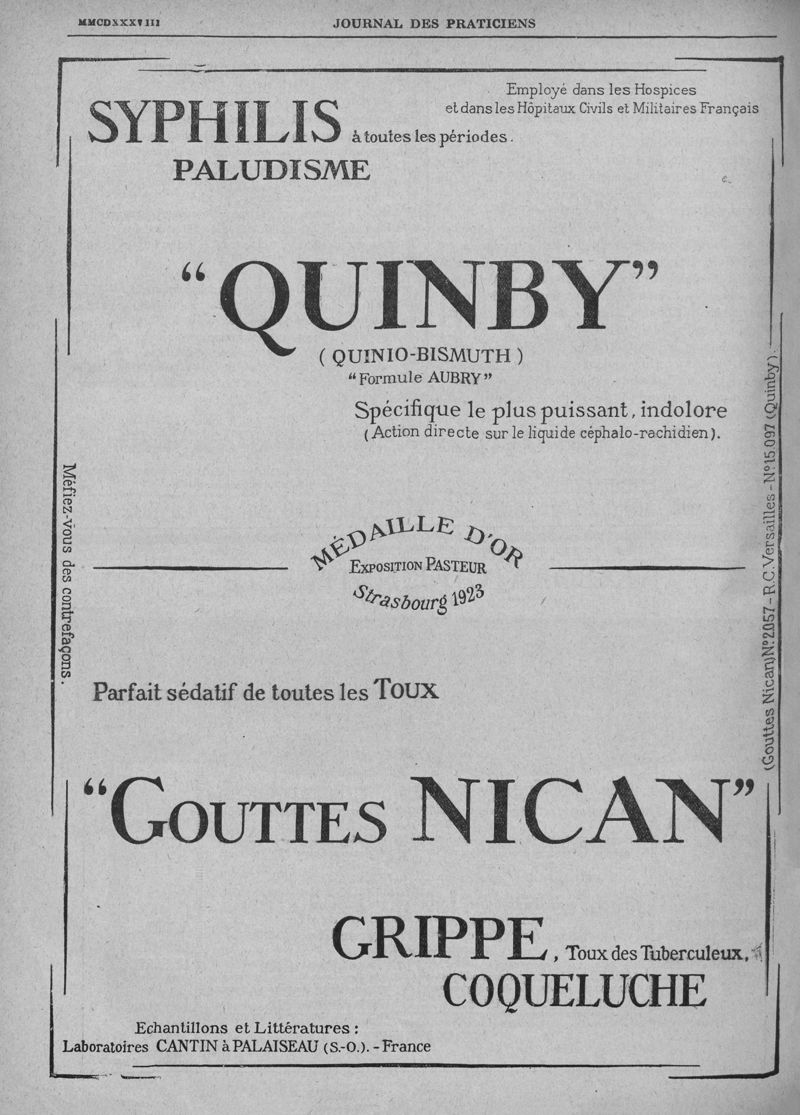 MMCDXXXVIII
JOURNAL DES PRATICIENS
Employé dans les Hospices
et dans les Hôpitaux Civils et Militaires Français
SYPHILIS à toutes les périodes.
PALUDISME
“QUINBY”
( QUINIO-BISMUTH )
“Formule AUBRY”
Spécifique le plus puissant, indolore
(Action directe sur le liquide céphalo-rachidien).
Méfiez-vous des contrefaçons.
MÉDAILLE D'OR
EXPOSITION PASTEUR
Strasbourg 1923
(Gouttes Nican) N° 2057 - R.C. Versailles - N° 15.097 (Quinby).
Parfait sédatif de toutes les TOUX
“GOUTTES NICAN”
GRIPPE, Toux des Tuberculeux,
COQUELUCHE
Echantillons et Littératures :
Laboratoires CANTIN à PALAISEAU (S.-O.). - France